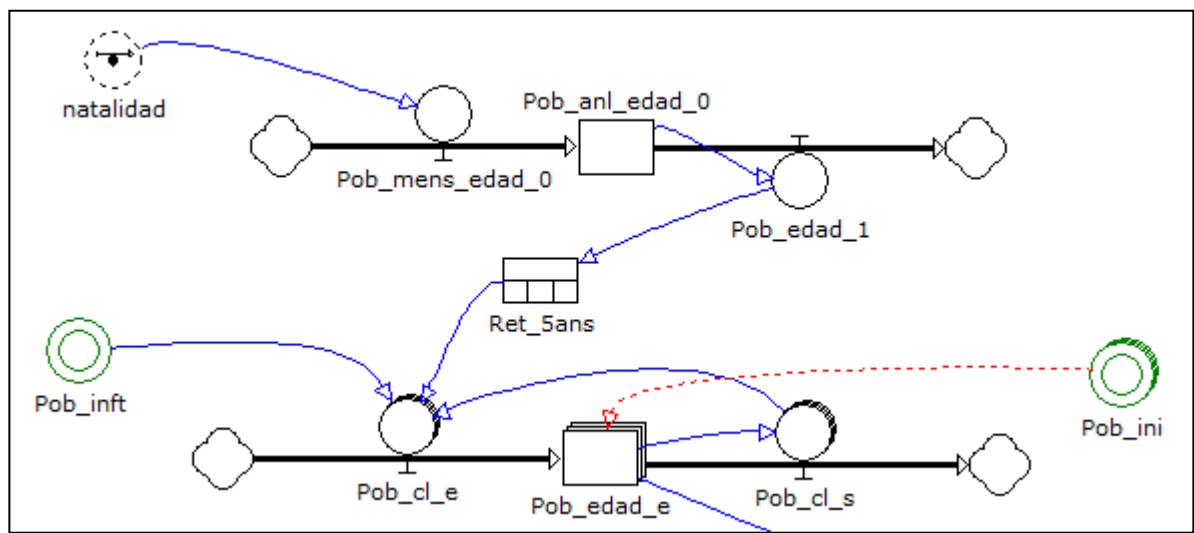 natalidad
Pob_anl_edad_0
Pob_mens_edad_0
Pob_edad_1
Ret_5ans
Pob_inft
Pob_ini
Pob_cl_e
Pob_edad_e
Pob_cl_s